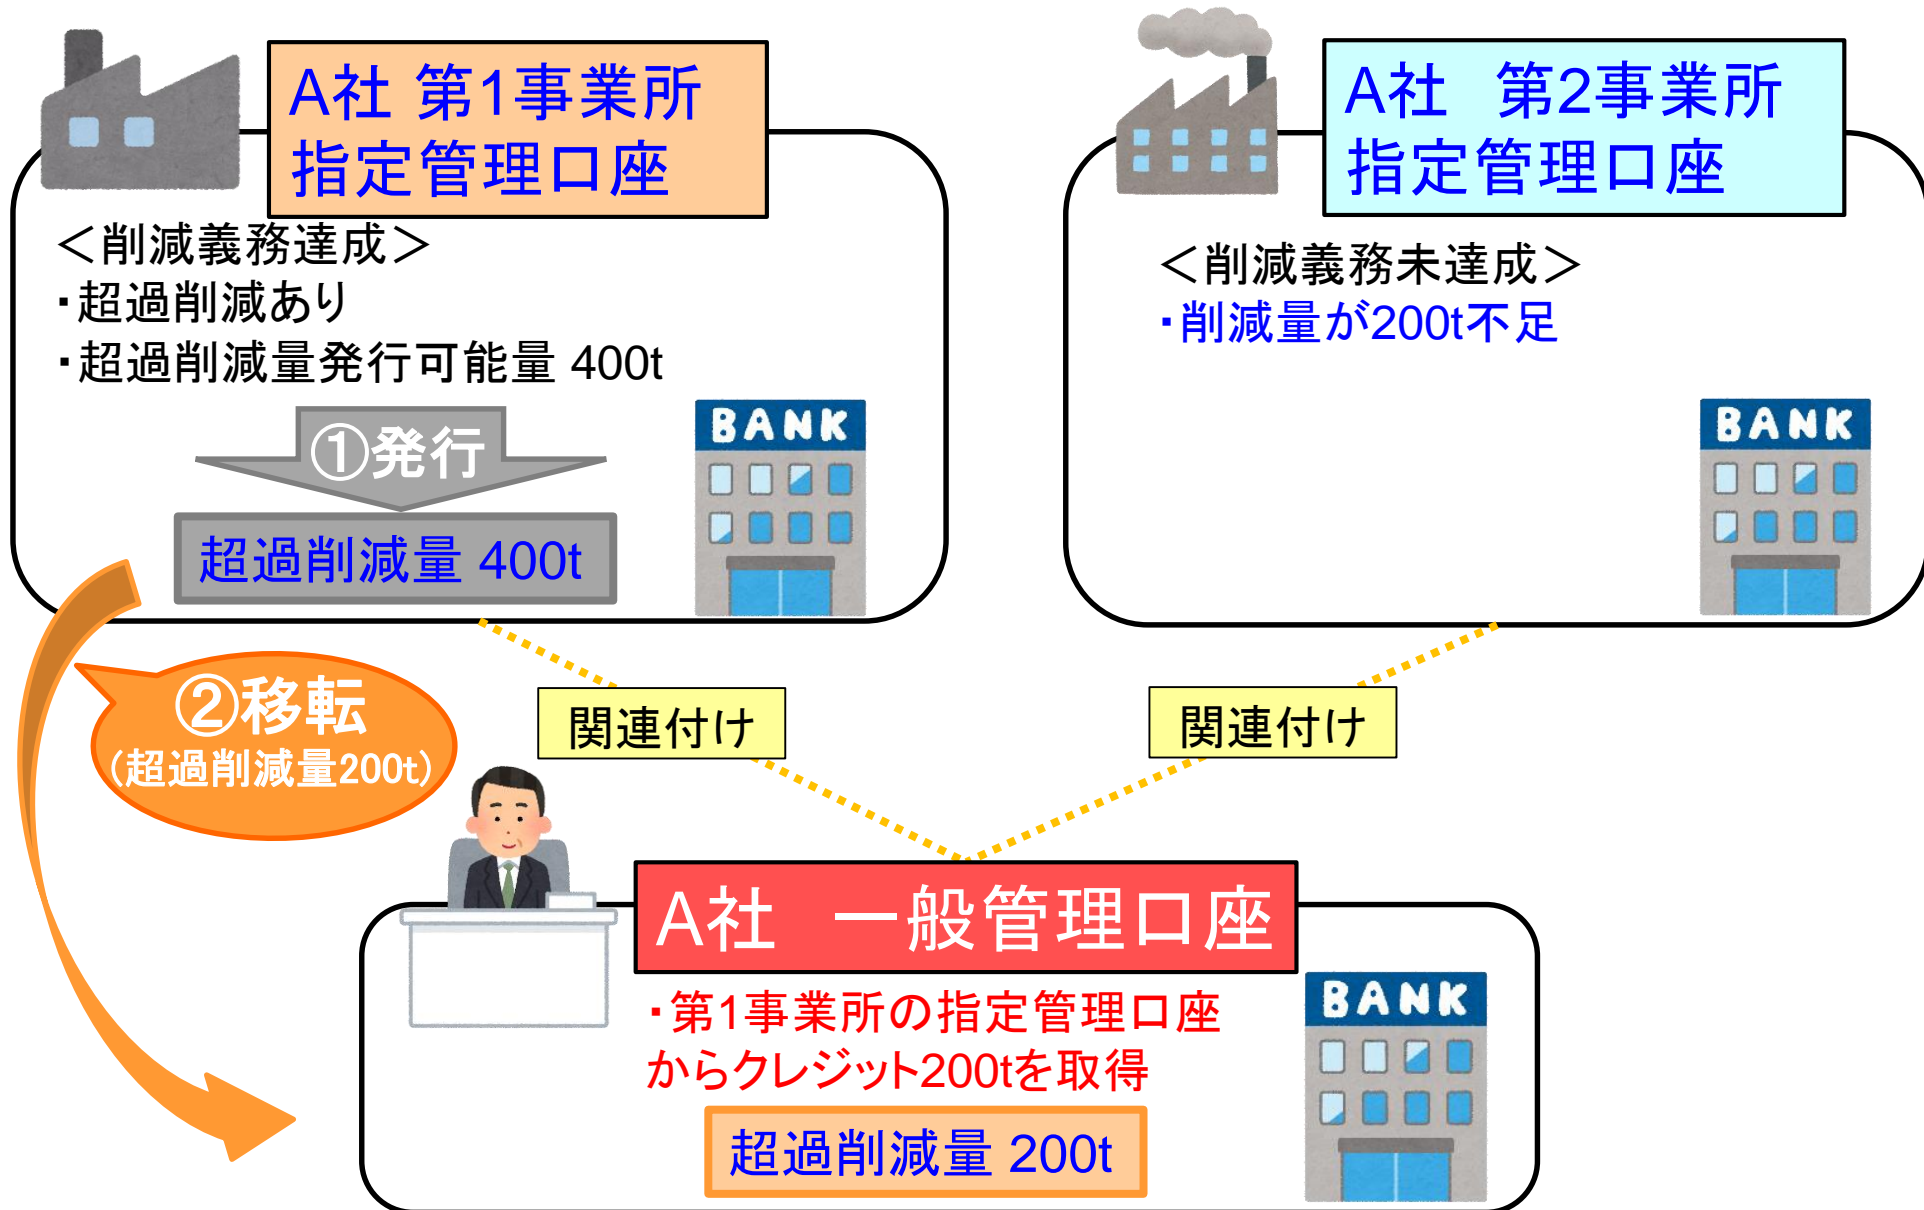 A社 第1事業所
指定管理口座
＜削減義務達成＞
・超過削減あり
・超過削減量発行可能量 400t
①発行
超過削減量 400t
BANK
A社　第2事業所
指定管理口座
＜削減義務未達成＞
・削減量が200t不足
BANK
②移転
(超過削減量200t)
関連付け
関連付け
A社　一般管理口座
・第1事業所の指定管理口座
からクレジット200tを取得
超過削減量 200t
BANK